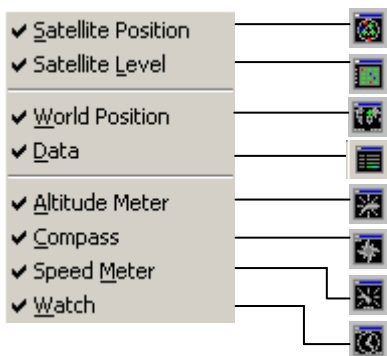 Satellite Position
Satellite Level
World Position
Data
Altitude Meter
Compass
Speed Meter
Watch